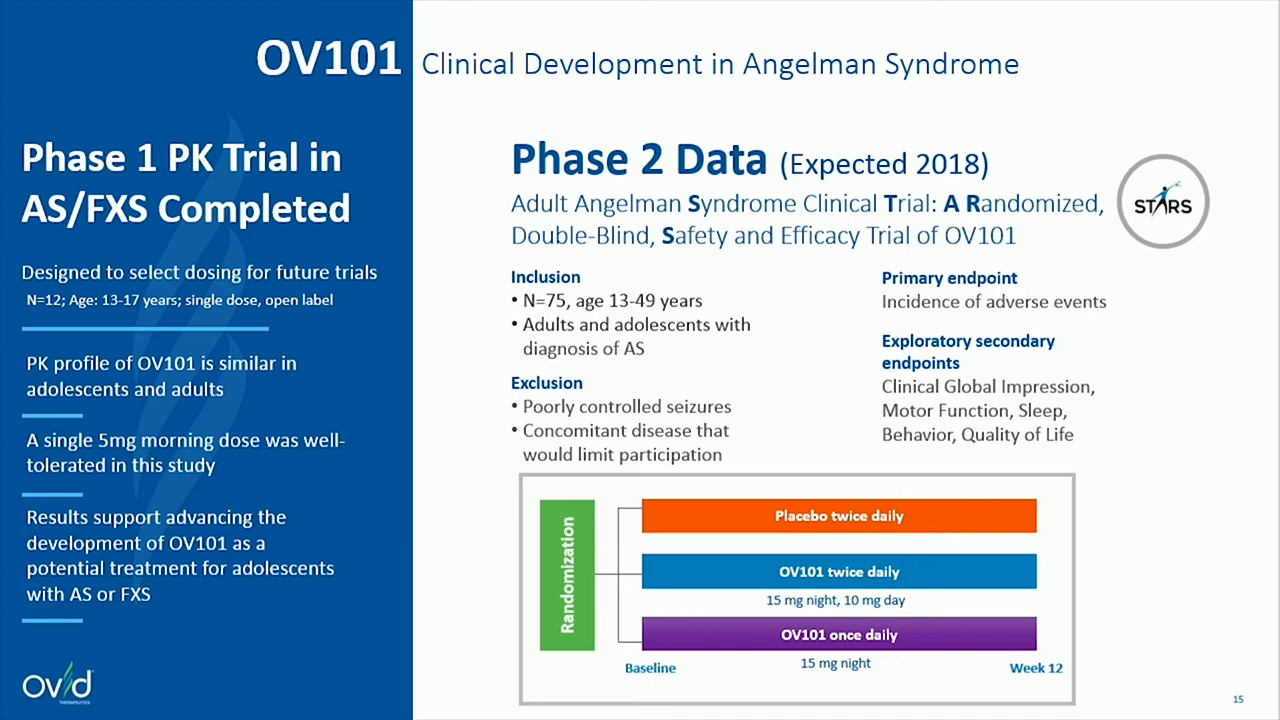 OV101 Clinical Development in Angelman Syndrome
Phase 1 PK Trial in
AS/FXS Completed
Designed to select dosing for future trials
N=12; Age: 13-17 years; single dose, open label
PK profile of OV101 is similar in
adolescents and adults
A single 5mg morning dose was well-
tolerated in this study
Results support advancing the
development of OV101 as a
potential treatment for adolescents
with AS or FXS
Ovid
THERAPEUTICS
Phase 2 Data (Expected 2018)
Adult Angelman Syndrome Clinical Trial: A Randomized,
Double-Blind, Safety and Efficacy Trial of OV101
STARS
Inclusion
• N=75, age 13-49 years
• Adults and adolescents with
diagnosis of AS
Exclusion
• Poorly controlled seizures
• Concomitant disease that
would limit participation
Primary endpoint
Incidence of adverse events
Exploratory secondary
endpoints
Clinical Global Impression,
Motor Function, Sleep,
Behavior, Quality of Life
Randomization
Placebo twice daily
OV101 twice daily
15 mg night, 10 mg day
OV101 once daily
15 mg night
Baseline
Week 12
15